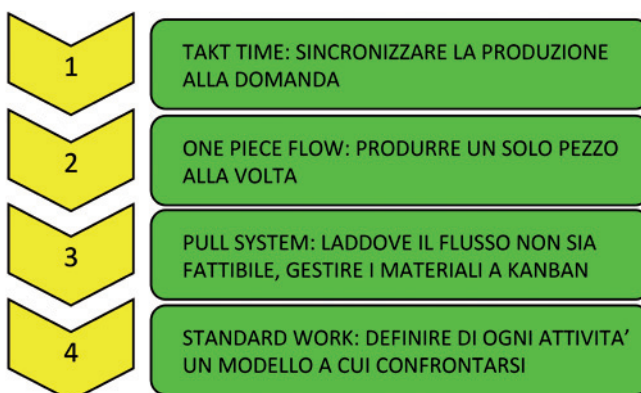 1
TAKT TIME: SINCRONIZZARE LA PRODUZIONE
ALLA DOMANDA
2
ONE PIECE FLOW: PRODURRE UN SOLO PEZZO
ALLA VOLTA
3
PULL SYSTEM: LADDOVE IL FLUSSO NON SIA
FATTIBILE, GESTIRE I MATERIALI A KANBAN
4
STANDARD WORK: DEFINIRE DI OGNI ATTIVITA’
UN MODELLO A CUI CONFRONTARSI